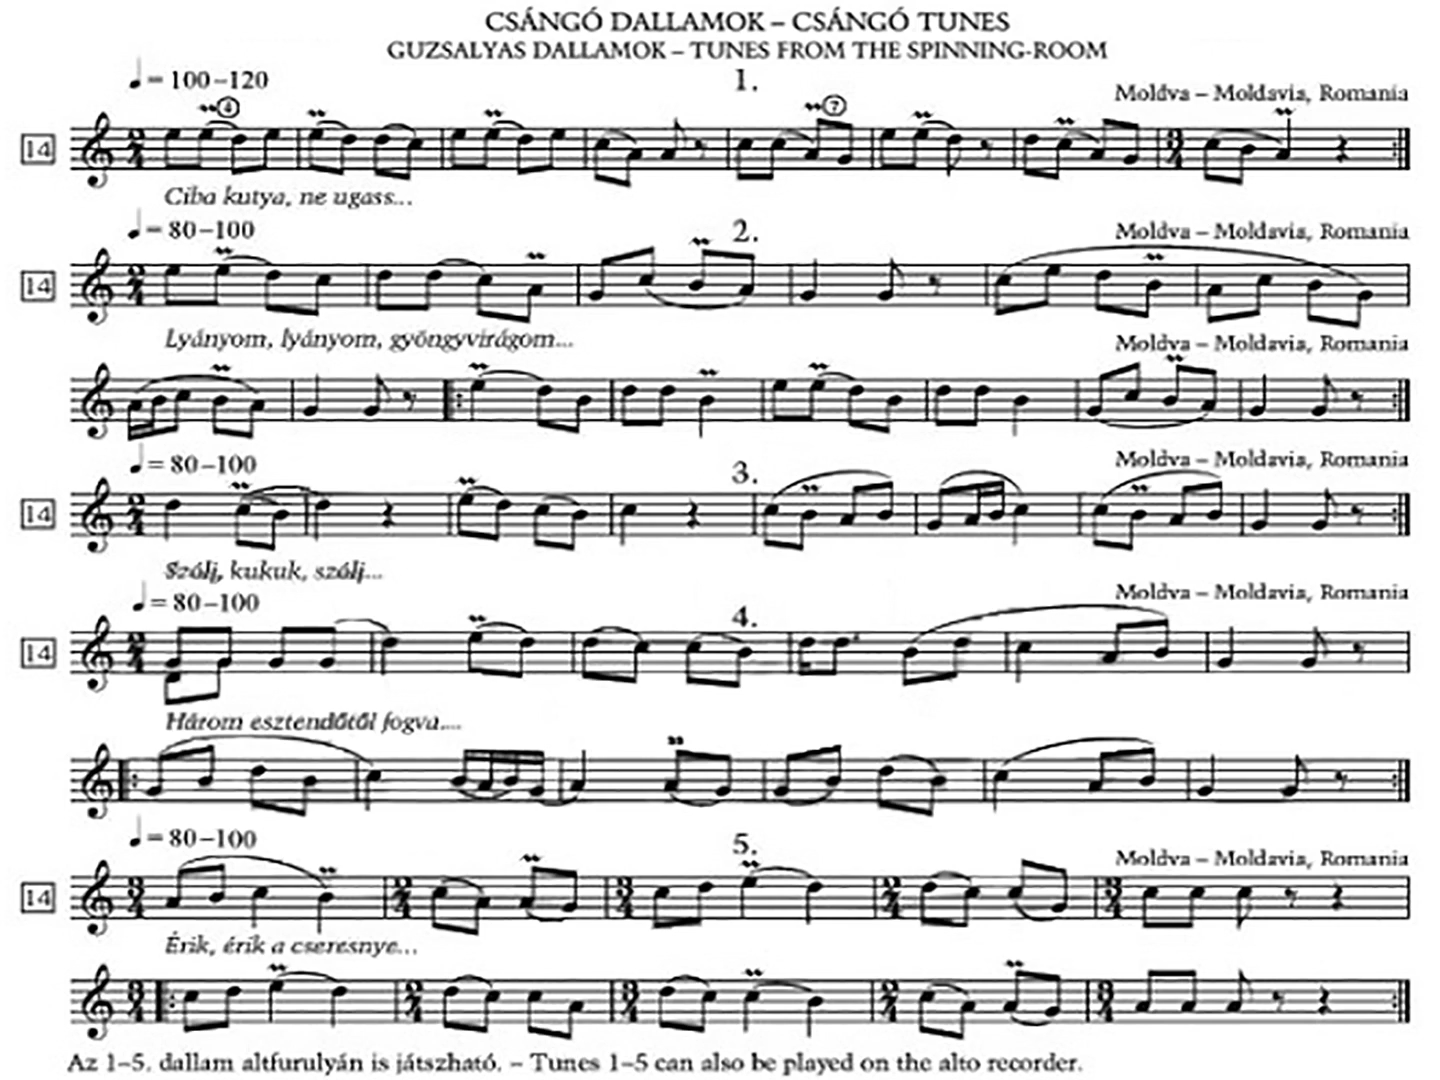 CSÁNGÓ DALLAMOK – CSÁNGÓ TUNES
GUZSALYAS DALLAMOK – TUNES FROM THE SPINNING-ROOM
♩ = 100–120
1.
Moldva – Moldavia, Romania
14
4
7
Ciba kutya, ne ugass...
♩ = 80–100
2.
Moldva – Moldavia, Romania
14
Lyányom, lyányom, gyöngyvirágom...
Moldva – Moldavia, Romania
♩ = 80–100
3.
Moldva – Moldavia, Romania
14
Szólj, kukuk, szólj...
♩ = 80–100
4.
Moldva – Moldavia, Romania
14
Három esztendőtől fogva....
♩ = 80–100
5.
Moldva – Moldavia, Romania
14
Érik, érik a cseresnye...
Az 1–5. dallam altfurulyán is játszható. – Tunes 1–5 can also be played on the alto recorder.